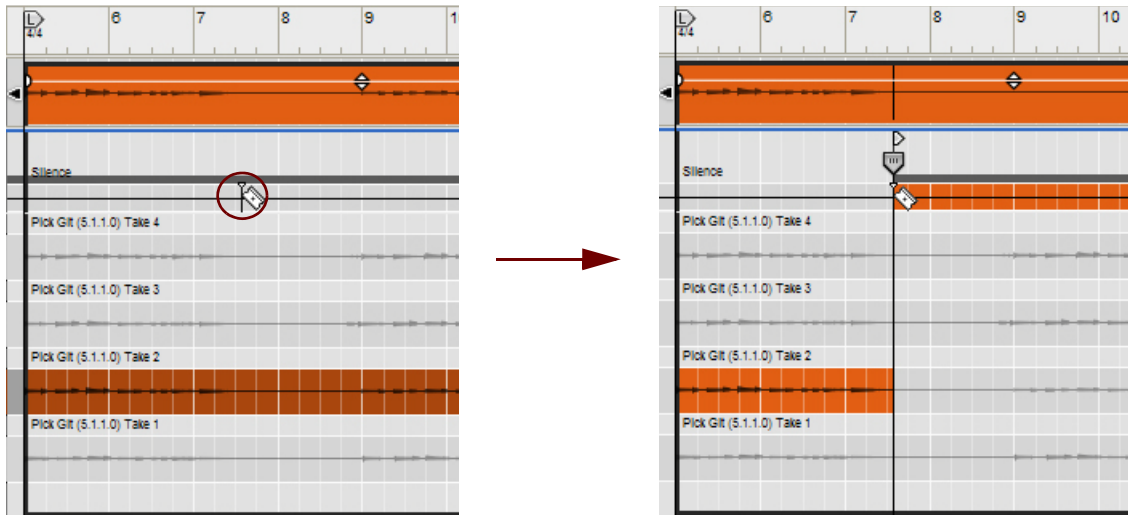 L 6 7 8 9 1
4/4
Silence
Pick Git (5.1.1.0) Take 4
Pick Git (5.1.1.0) Take 3
Pick Git (5.1.1.0) Take 2
Pick Git (5.1.1.0) Take 1
L 6 7 8 9 10
4/4
Silence
Pick Git (5.1.1.0) Take 4
Pick Git (5.1.1.0) Take 3
Pick Git (5.1.1.0) Take 2
Pick Git (5.1.1.0) Take 1